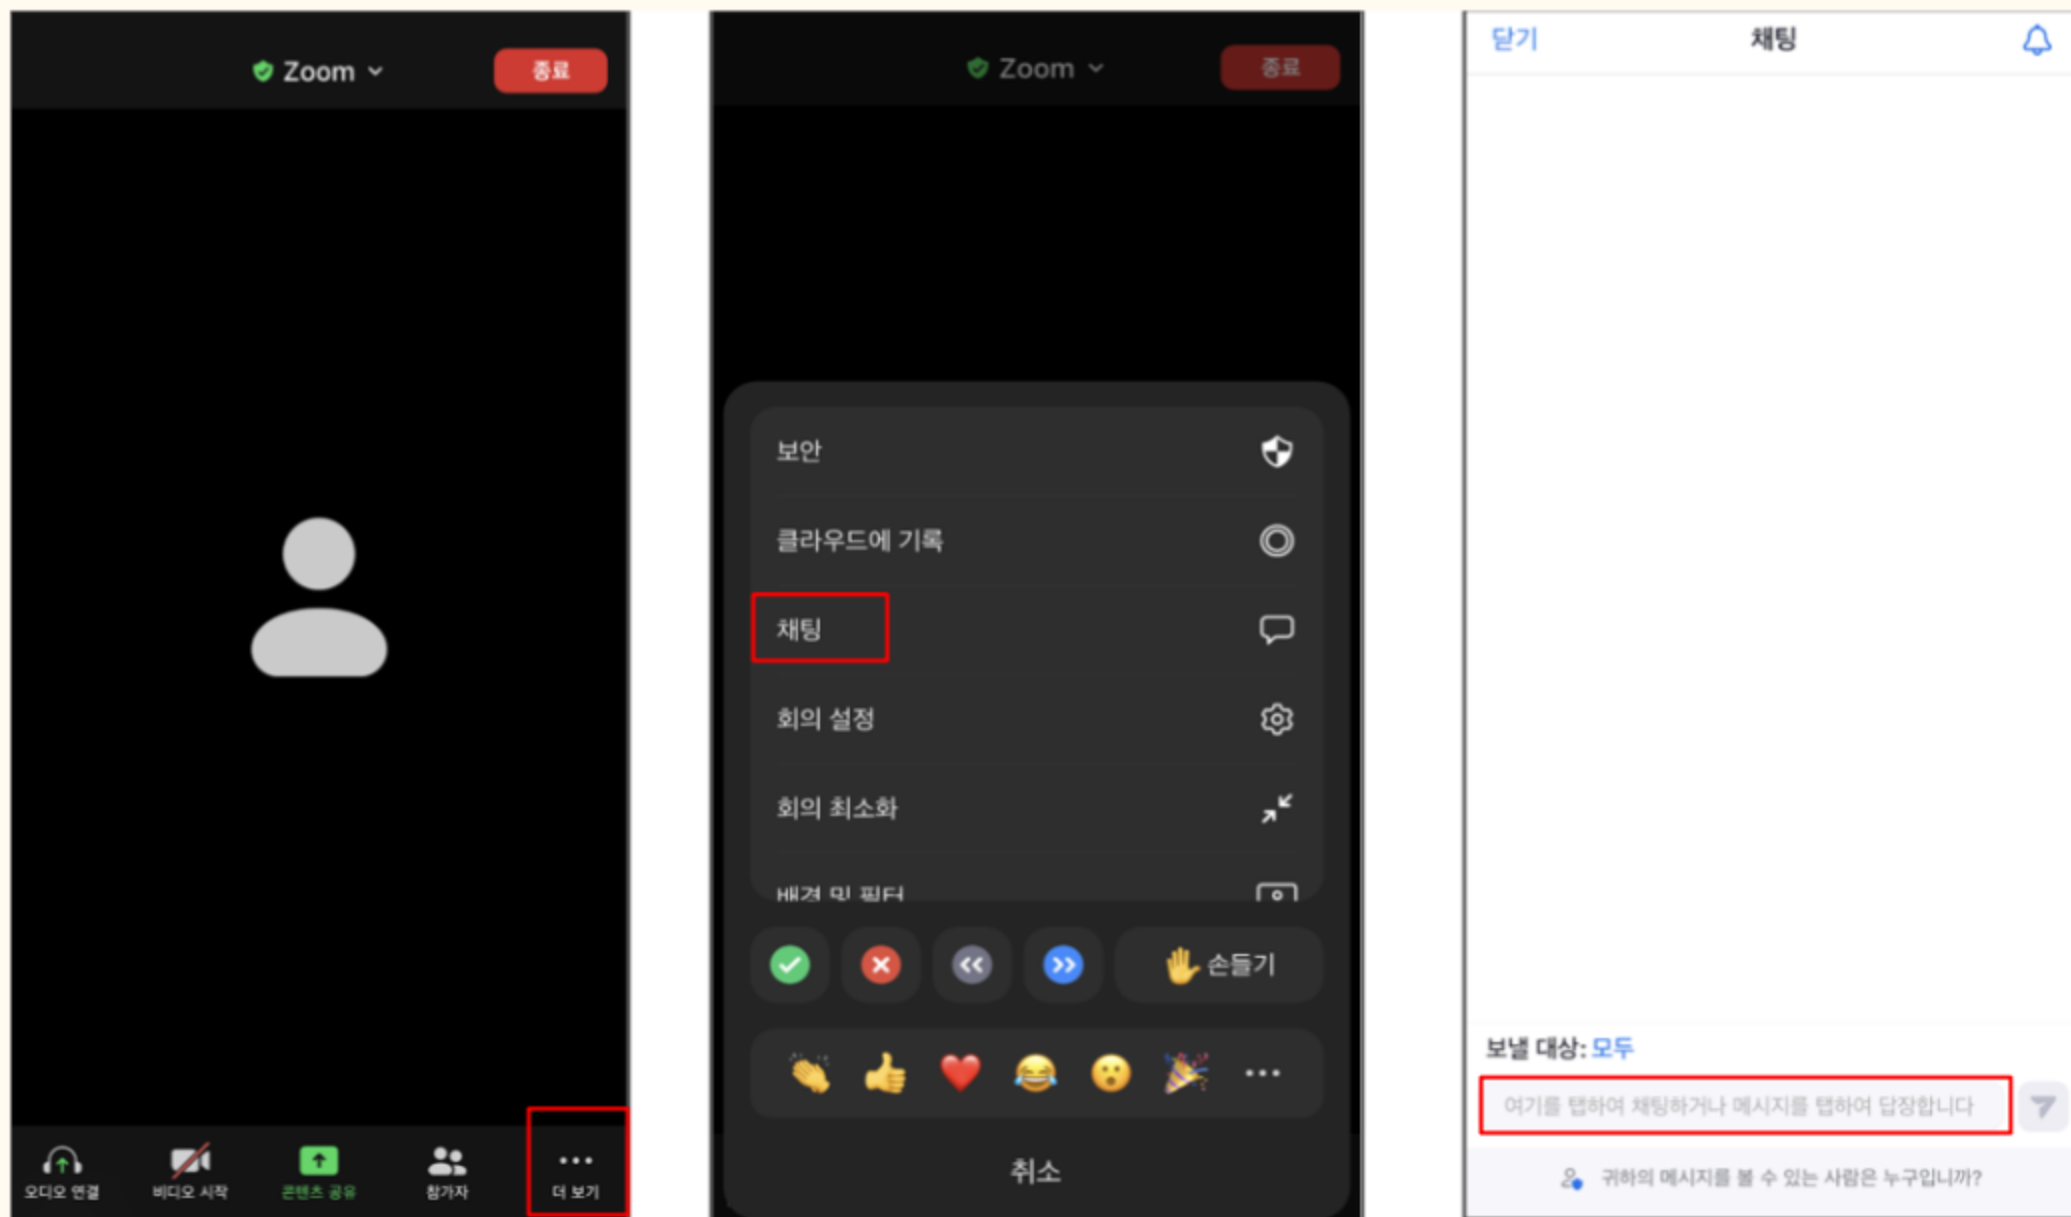 Zoom
종료
오디오 연결
비디오 시작
콘텐츠 공유
참가자
더 보기
Zoom
종료
보안
클라우드에 기록
채팅
회의 설정
회의 최소화
배경 및 필터
손들기
취소
닫기
채팅
보낼 대상: 모두
여기를 탭하여 채팅하거나 메시지를 탭하여 답장합니다
귀하의 메시지를 볼 수 있는 사람은 누구입니까?